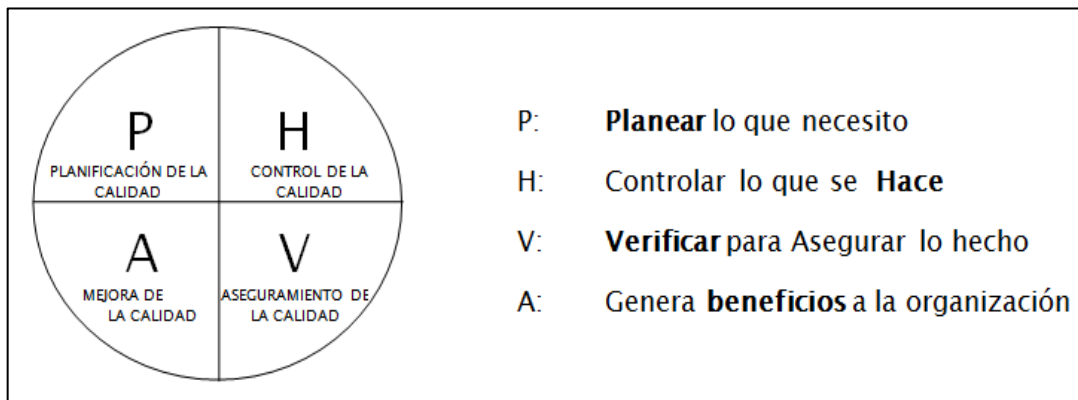 P
PLANIFICACIÓN DE LA
CALIDAD
H
CONTROL DE LA
CALIDAD
A
MEJORA DE
LA CALIDAD
V
ASEGURAMIENTO DE
LA CALIDAD
P: Planear lo que necesito
H: Controlar lo que se Hace
V: Verificar para Asegurar lo hecho
A: Genera beneficios a la organización